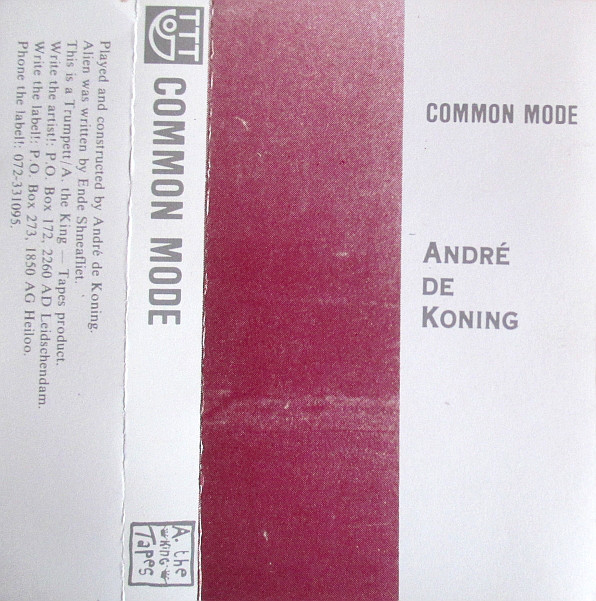 Played and constructed by André de Koning.
Alien was written by Ende Shneafliet.
This is a Trumpett/A. the King — Tapes product.
Write the artist!: P.O. Box 172, 2260 AD Leidschendam.
Write the label!: P.O. Box 273, 1850 AG Heiloo.
Phone the label!: 072-331095.
TTT
COMMON MODE
A. the
KING
Tapes
COMMON MODE
ANDRÉ
DE
KONING